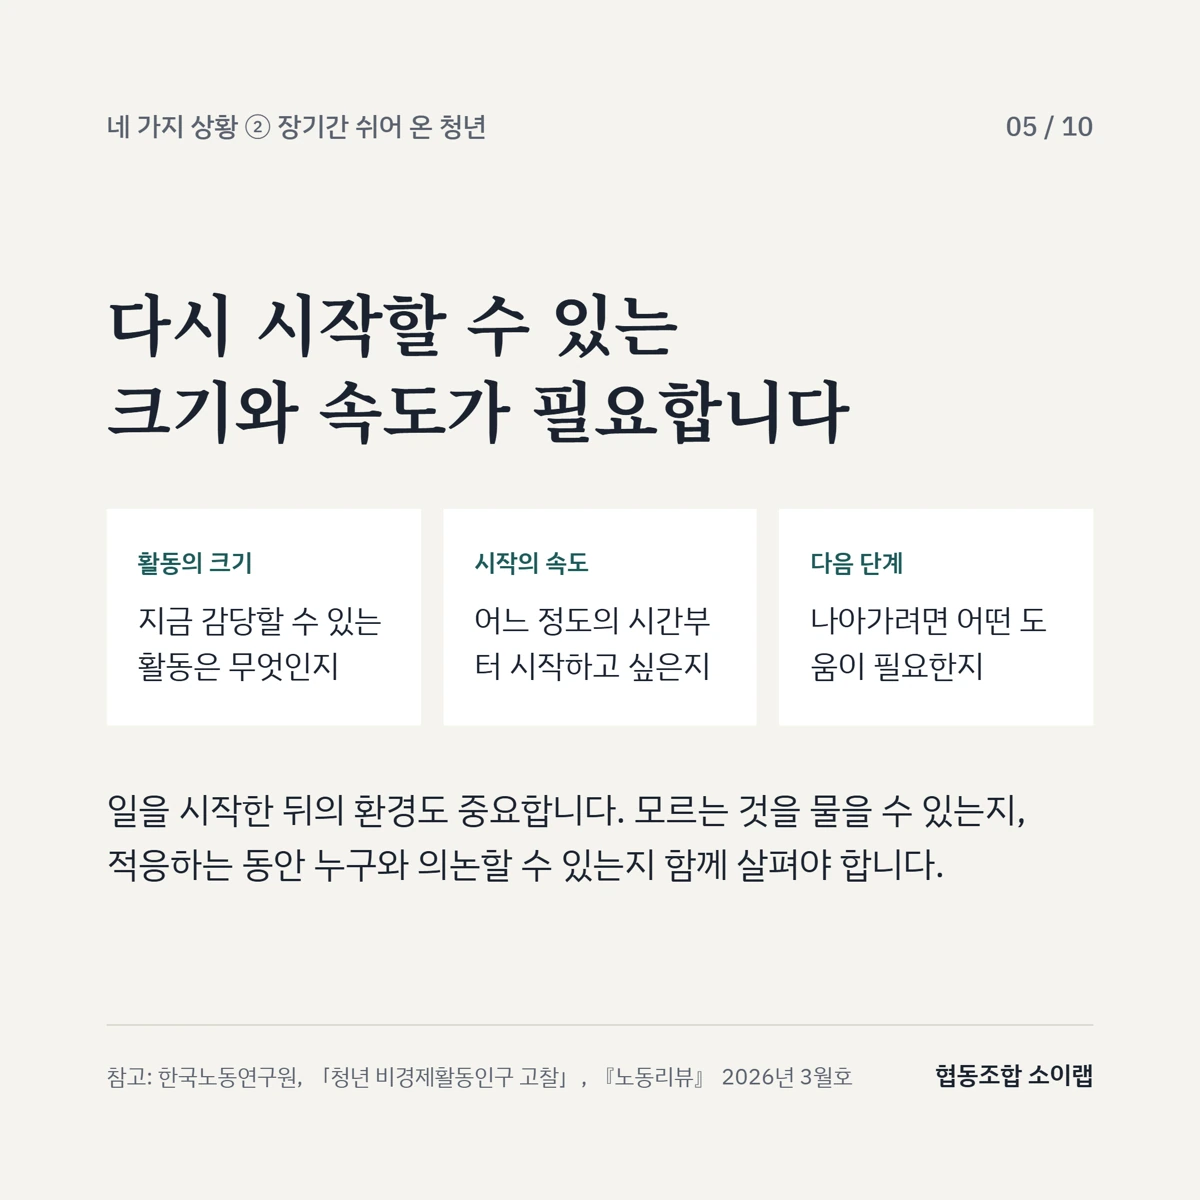 네 가지 상황 ② 장기간 쉬어 온 청년
05 / 10
다시 시작할 수 있는
크기와 속도가 필요합니다
활동의 크기
지금 감당할 수 있는
활동은 무엇인지
시작의 속도
어느 정도의 시간부
터 시작하고 싶은지
다음 단계
나아가려면 어떤 도
움이 필요한지
일을 시작한 뒤의 환경도 중요합니다. 모르는 것을 물을 수 있는지,
적응하는 동안 누구와 의논할 수 있는지 함께 살펴야 합니다.
참고: 한국노동연구원, 「청년 비경제활동인구 고찰」, 『노동리뷰』 2026년 3월호
협동조합 소이랩